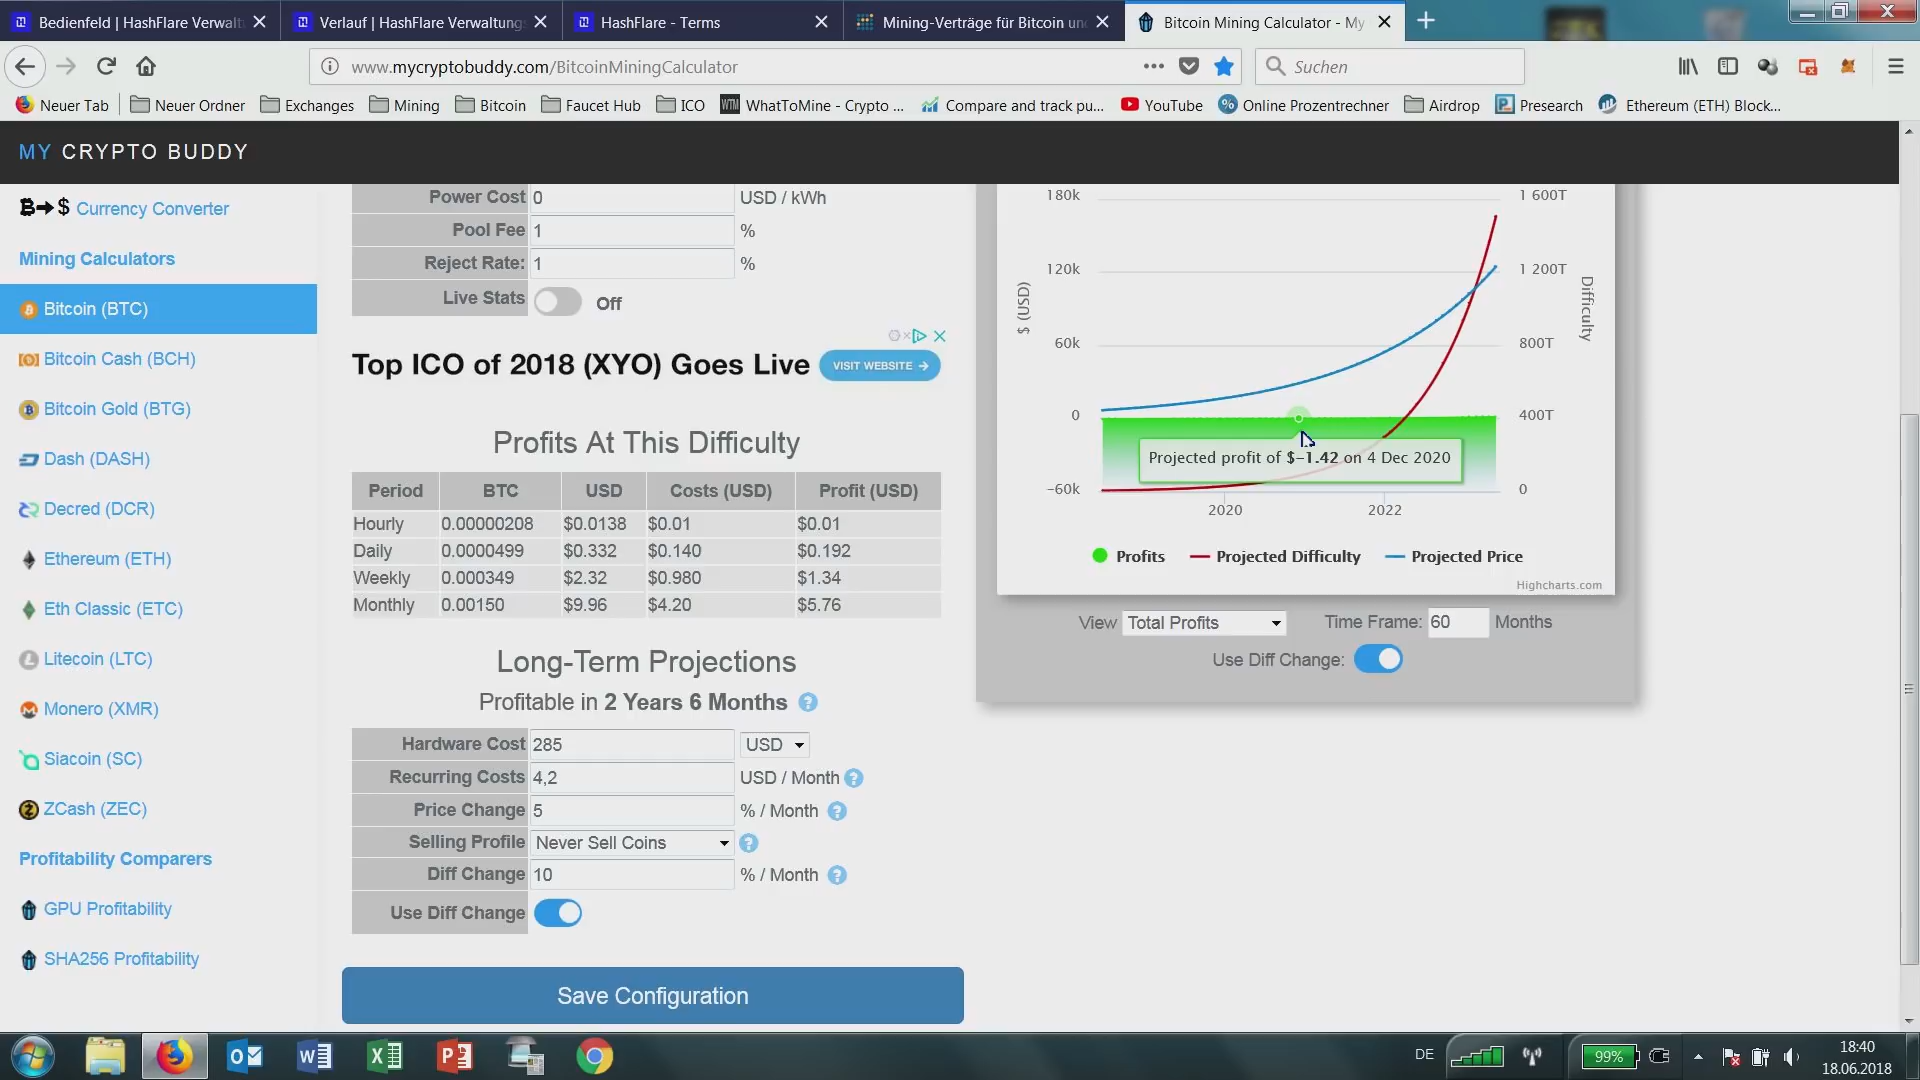 Bedienfeld | HashFlare Verwalt
Verlauf | HashFlare Verwaltungs
HashFlare - Terms
Mining-Verträge für Bitcoin un
Bitcoin Mining Calculator - My
www.mycryptobuddy.com/BitcoinMiningCalculator
Suchen
Neuer Tab
Neuer Ordner
Exchanges
Mining
Bitcoin
Faucet Hub
ICO
WTM
WhatToMine - Crypto ...
Compare and track pu...
YouTube
Online Prozentrechner
Airdrop
Presearch
Ethereum (ETH) Block...
MY CRYPTO BUDDY
Currency Converter
Mining Calculators
Bitcoin (BTC)
Bitcoin Cash (BCH)
Bitcoin Gold (BTG)
Dash (DASH)
Decred (DCR)
Ethereum (ETH)
Eth Classic (ETC)
Litecoin (LTC)
Monero (XMR)
Siacoin (SC)
ZCash (ZEC)
Profitability Comparers
GPU Profitability
SHA256 Profitability
Power Cost 0 USD / kWh
Pool Fee 1 %
Reject Rate: 1 %
Live Stats Off
Top ICO of 2018 (XYO) Goes Live
VISIT WEBSITE →
Profits At This Difficulty
Period BTC USD Costs (USD) Profit (USD)
Hourly 0.00000208 $0.0138 $0.01 $0.01
Daily 0.0000499 $0.332 $0.140 $0.192
Weekly 0.000349 $2.32 $0.980 $1.34
Monthly 0.00150 $9.96 $4.20 $5.76
Long-Term Projections
Profitable in 2 Years 6 Months ?
Hardware Cost 285 USD
Recurring Costs 4,2 USD / Month ?
Price Change 5 % / Month ?
Selling Profile Never Sell Coins ?
Diff Change 10 % / Month ?
Use Diff Change
Save Configuration
180k 1 600T
120k 1 200T
$ (USD)
Difficulty
60k 800T
0 400T
Projected profit of $-1.42 on 4 Dec 2020
-60k 0
2020 2022
Profits Projected Difficulty Projected Price
Highcharts.com
View Total Profits Time Frame: 60 Months
Use Diff Change:
DE
99%
18:40
18.06.2018